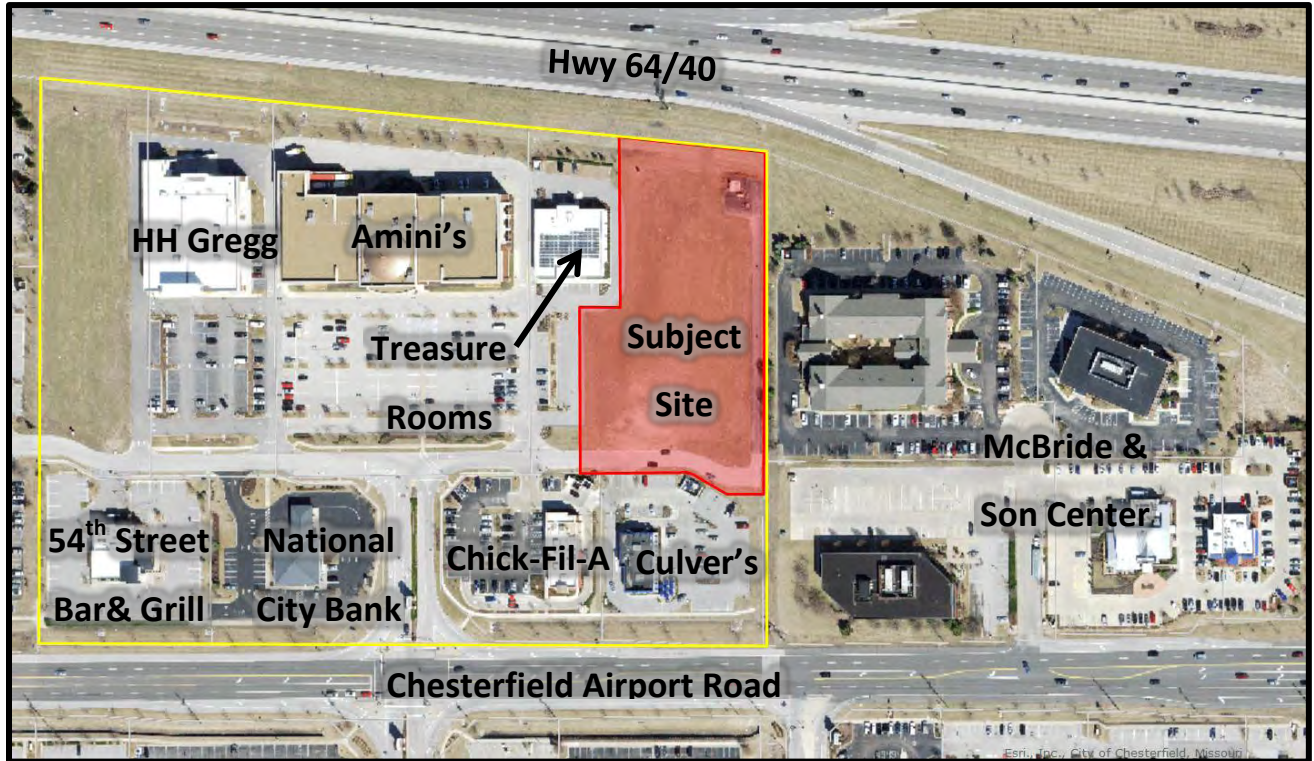 Hwy 64/40
HH Gregg
Amini's
Treasure
Rooms
Subject
Site
McBride &
Son Center
54th Street
Bar& Grill
National
City Bank
Chick-Fil-A
Culver's
Chesterfield Airport Road
Esri, Inc., City of Chesterfield, Missouri